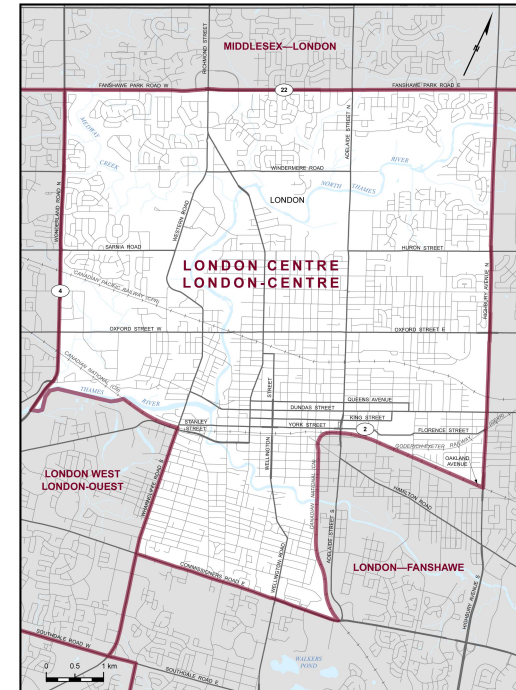 MIDDLESEX—LONDON
RICHMOND STREET
FANSHAWE PARK ROAD W
22
FANSHAWE PARK ROAD E
MEDWAY
CREEK
ADELAIDE STREET N
RIVER
WINDERMERE ROAD
NORTH THAMES
LONDON
WONDERLAND ROAD N
WESTERN ROAD
SARNIA ROAD
HURON STREET
LONDON CENTRE
LONDON-CENTRE
CANADIAN PACIFIC RAILWAY (CPR)
4
HIGHBURY AVENUE N
OXFORD STREET W
OXFORD STREET E
CANADIAN NATIONAL (CN)
THAMES
RIVER
STREET
QUEENS AVENUE
DUNDAS STREET
KING STREET
STANLEY
STREET
YORK STREET
2
FLORENCE STREET
WELLINGTON
GODERICH-EXETER RAILWAY
OAKLAND
AVENUE
LONDON WEST
LONDON-OUEST
WHARNCLIFFE ROAD S
CANADIAN NATIONAL (CN)
HAMILTON ROAD
ADELAIDE STREET S
WELLINGTON ROAD
COMMISSIONERS ROAD E
LONDON—FANSHAWE
HIGHBURY AVENUE S
SOUTHDALE ROAD W
WALKERS
POND
SOUTHDALE ROAD E
0 0.5 1 km